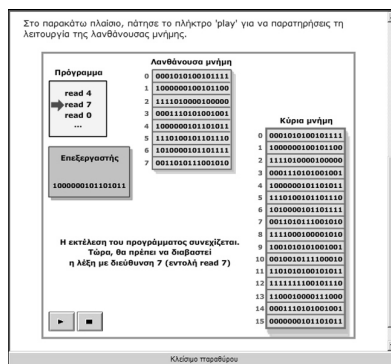 Στο παρακάτω πλαίσιο, πάτησε το πλήκτρο 'play' για να παρατηρήσεις τη
λειτουργία της λανθάνουσας μνήμης.
Πρόγραμμα
read 4
read 7
read 0
...
Επεξεργαστής
1000000101101011
Λανθάνουσα μνήμη
0 0001010100101111
1 1000000100101100
2 1111010000100000
3 0001110101001001
4 1000000101101011
5 1110100101101110
6 1010000101101111
7 0011010111001010
Κύρια μνήμη
0 0001010100101111
1 1000000100101100
2 1111010000100000
3 0001110101001001
4 1000000101101011
5 1110100101101110
6 1010000101101111
7 0011010111001010
8 1111000100001010
9 1001010101001001
10 0010010111100010
11 1101010100101011
12 1111111100101110
13 1100010000111000
14 0001110101001001
15 0000000101101011
Η εκτέλεση του προγράμματος συνεχίζεται.
Τώρα, θα πρέπει να διαβαστεί
η λέξη με διεύθυνση 7 (εντολή read 7)
Κλείσιμο παραθύρου